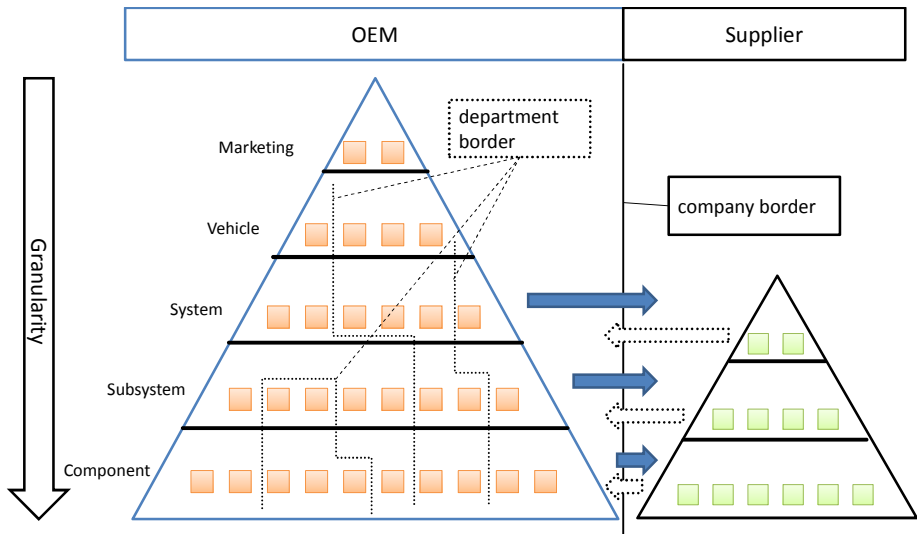 OEM
Supplier
department
border
Marketing
company border
Vehicle
Granularity
System
Subsystem
Component